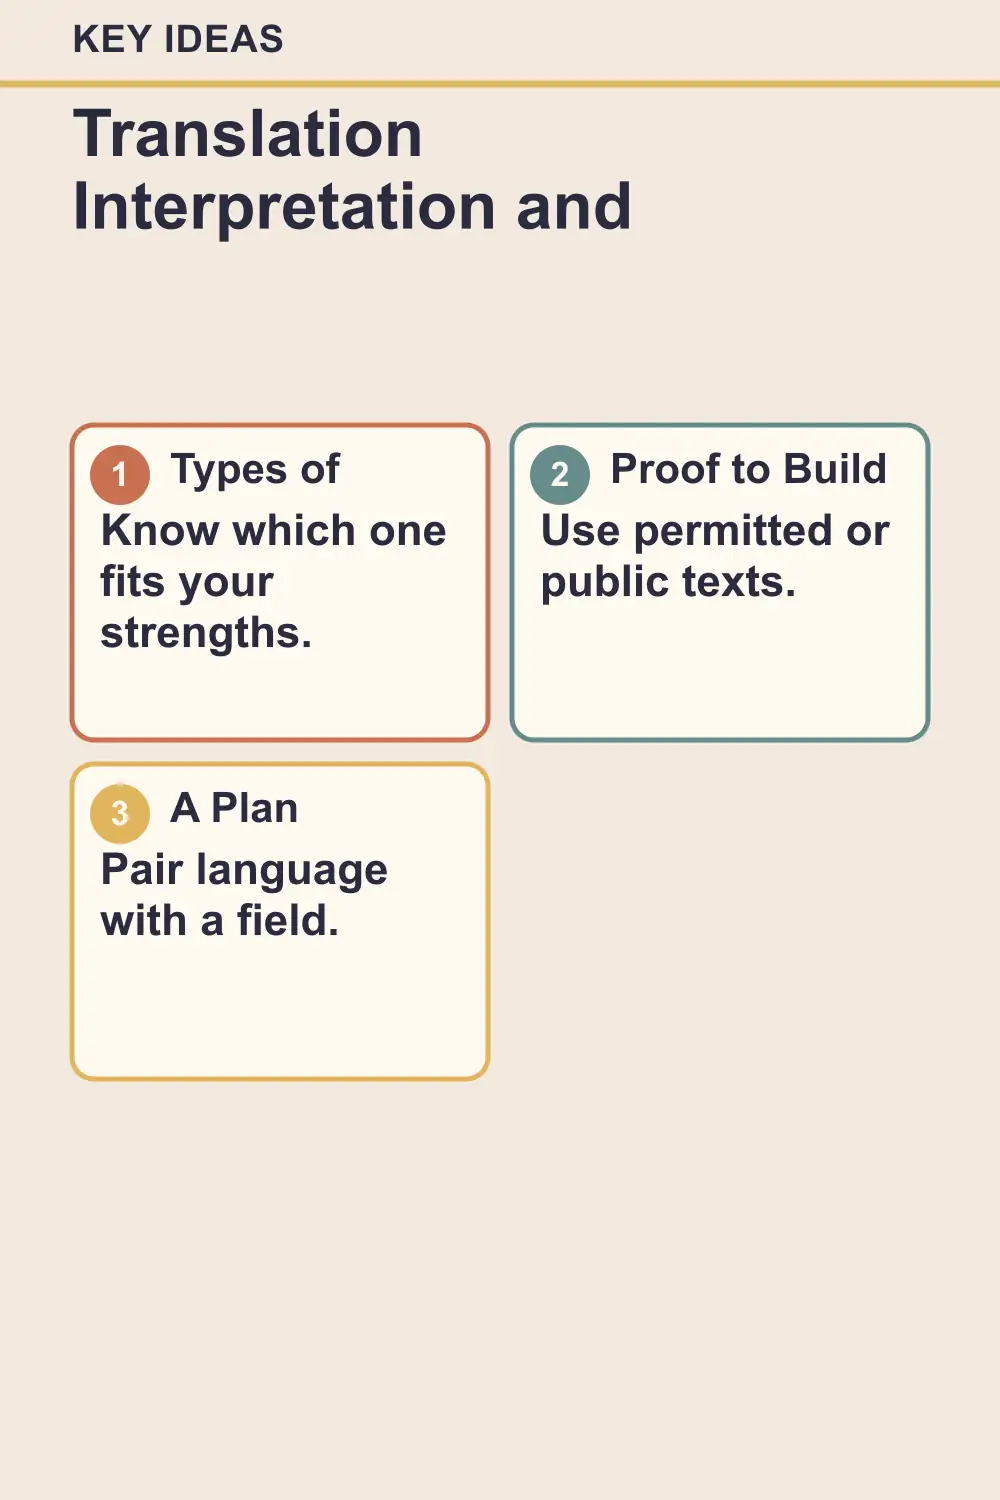 KEY IDEAS
Translation
Interpretation and
1 Types of
Know which one
fits your
strengths.
2 Proof to Build
Use permitted or
public texts.
3 A Plan
Pair language
with a field.